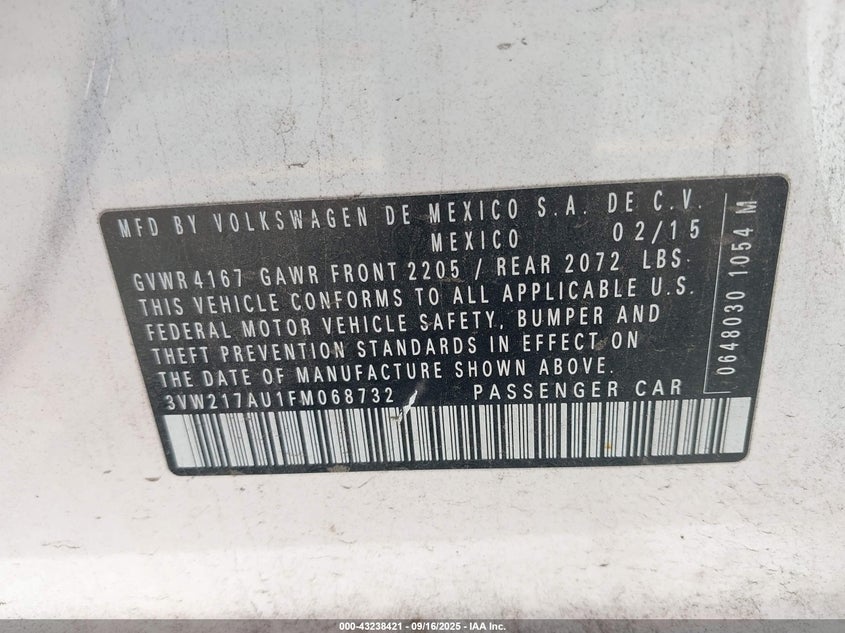 MFD BY VOLKSWAGEN DE MEXICO S.A. DE C.V.
MEXICO 02/15
GVWR 4167 GAWR FRONT 2205 / REAR 2072 LBS.
THIS VEHICLE CONFORMS TO ALL APPLICABLE U.S.
FEDERAL MOTOR VEHICLE SAFETY, BUMPER AND
THEFT PREVENTION STANDARDS IN EFFECT ON
THE DATE OF MANUFACTURE SHOWN ABOVE.
3VW217AU1FM068732 PASSENGER CAR
0648030 1054 M
000-43238421 - 09/16/2025 - IAA Inc.